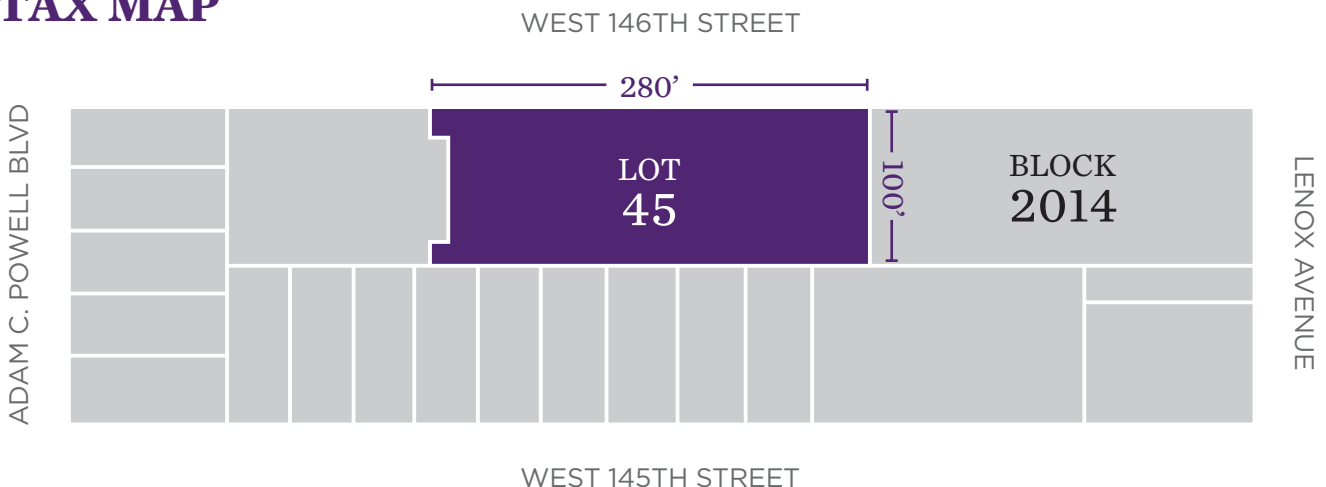 TAX MAP
WEST 146TH STREET
280’
ADAM C. POWELL BLVD
LOT
45
100’
BLOCK
2014
LENOX AVENUE
WEST 145TH STREET